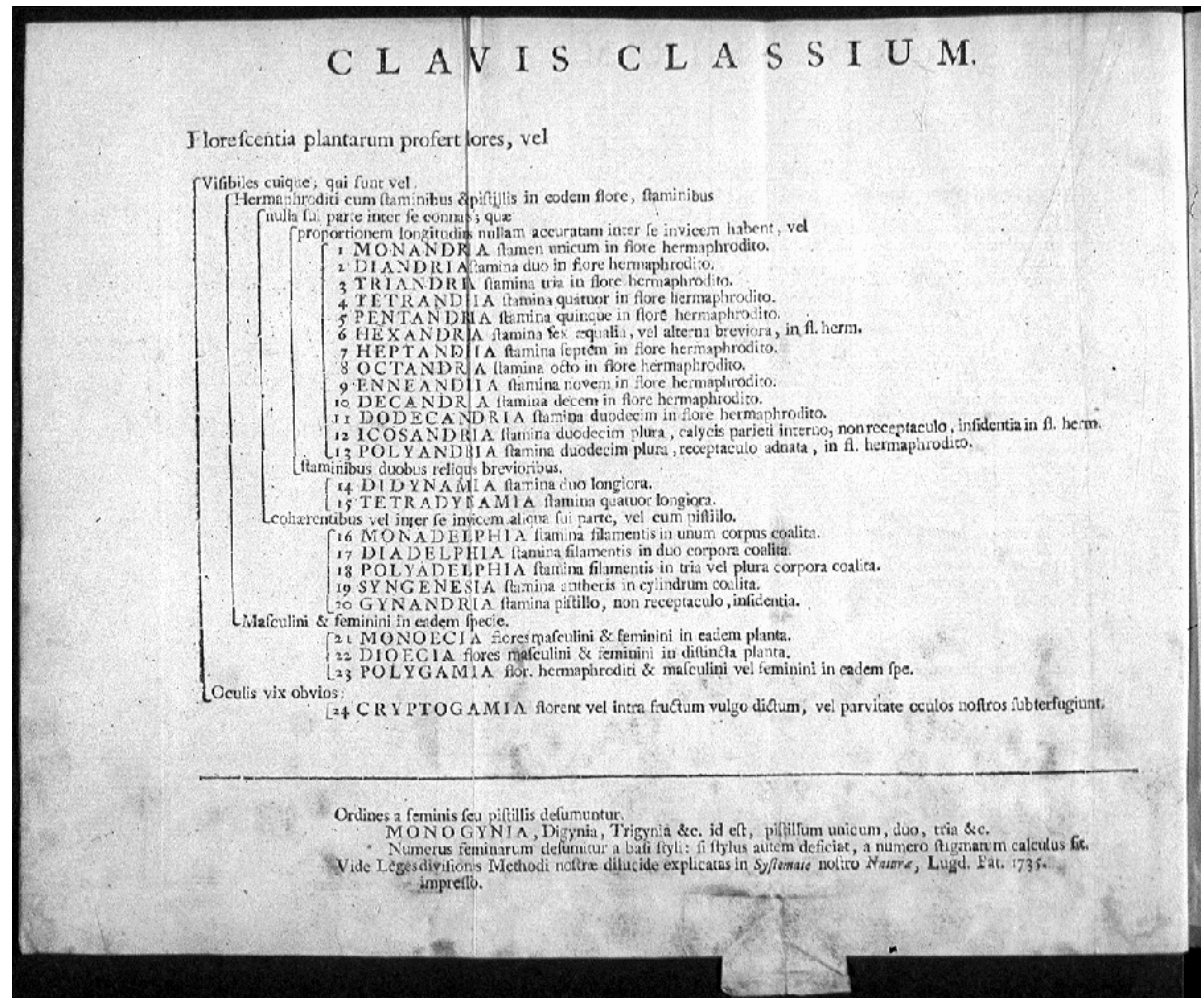 CLAVIS CLASSIUM.
Floreſcentia plantarum profert lores, vel
Viſibiles cuique; qui ſunt vel
Hermaphroditi cum ſtaminibus & piſtillis in eodem flore, ſtaminibus
nulla ſui parte inter ſe connatis; quæ
proportionem longitudinis nullam accuratam inter ſe invicem habent, vel
1 MONANDRIA ſtamen unicum in flore hermaphrodito.
2 DIANDRIA ſtamina duo in flore hermaphrodito.
3 TRIANDRIA ſtamina tria in flore hermaphrodito.
4 TETRANDRIA ſtamina quatuor in flore hermaphrodito.
5 PENTANDRIA ſtamina quinque in flore hermaphrodito.
6 HEXANDRIA ſtamina ſex æqualia, vel alterna breviora, in fl. herm.
7 HEPTANDRIA ſtamina ſeptem in flore hermaphrodito.
8 OCTANDRIA ſtamina octo in flore hermaphrodito.
9 ENNEANDRIA ſtamina novem in flore hermaphrodito.
10 DECANDRIA ſtamina decem in flore hermaphrodito.
11 DODECANDRIA ſtamina duodecim in flore hermaphrodito.
12 ICOSANDRIA ſtamina duodecim plura, calycis parieti interno, non receptaculo, inſidentia in fl. herm.
13 POLYANDRIA ſtamina duodecim plura, receptaculo adnata, in fl. hermaphrodito.
ſtaminibus duobus reliquis brevioribus.
14 DIDYNAMIA ſtamina duo longiora.
15 TETRADYNAMIA ſtamina quatuor longiora.
cohærentibus vel inter ſe invicem aliqua ſui parte, vel cum piſtillo.
16 MONADELPHIA ſtamina filamentis in unum corpus coalita.
17 DIADELPHIA ſtamina filamentis in duo corpora coalita.
18 POLYADELPHIA ſtamina filamentis in tria vel plura corpora coalita.
19 SYNGENESIA ſtamina antheris in cylindrum coalita.
20 GYNANDRIA ſtamina piſtillo, non receptaculo, inſidentia.
Maſculini & feminini in eadem ſpecie.
21 MONOECIA flores maſculini & feminini in eadem planta.
22 DIOECIA flores maſculini & feminini in diſtincta planta.
23 POLYGAMIA flor. hermaphroditi & maſculini vel feminini in eadem ſpe.
Oculis vix obvios:
24 CRYPTOGAMIA florent vel intra fructum vulgo dictum, vel parvitate oculos noſtros ſubterfugiunt.
Ordines a feminis ſeu piſtillis deſumuntur.
MONOGYNIA, Digynia, Trigynia &c. id eſt, piſtillum unicum, duo, tria &c.
Numerus feminarum deſumitur a baſi ſtyli: ſi ſtylus autem deficiat, a numero ſtigmatum calculus fit.
Vide Leges diviſionis Methodi noſtræ dilucide explicatas in Syſtemate noſtro Naturæ, Lugd. Bat. 1735.
impreſſo.